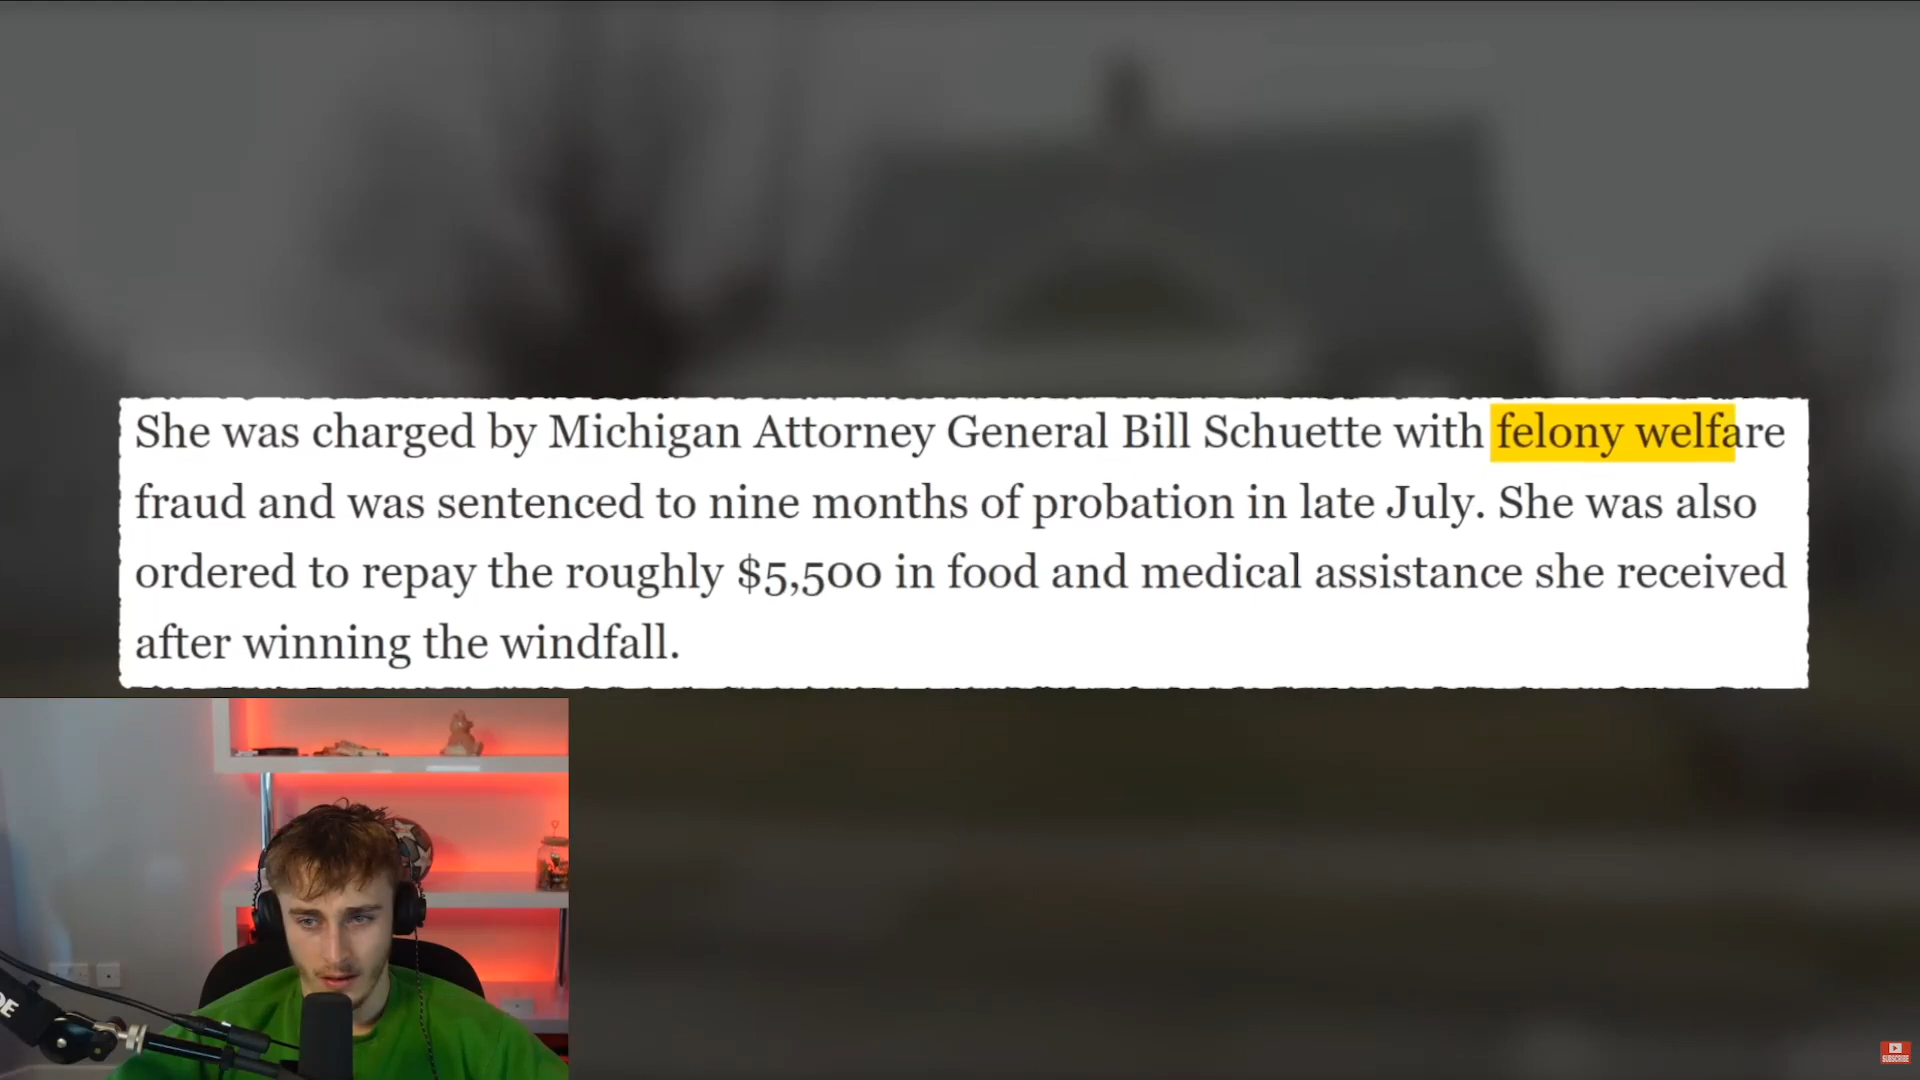 She was charged by Michigan Attorney General Bill Schuette with felony welfare
fraud and was sentenced to nine months of probation in late July. She was also
ordered to repay the roughly $5,500 in food and medical assistance she received
after winning the windfall.
DE
SUBSCRIBE